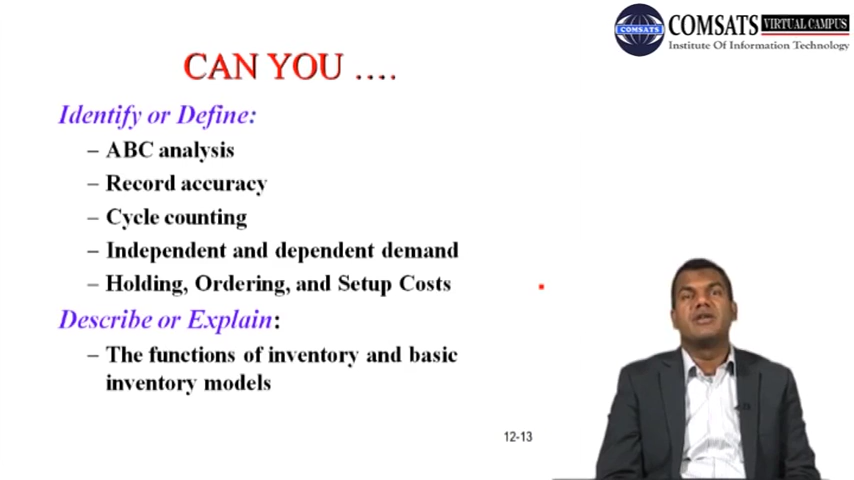 COMSATS
COMSATS VIRTUAL CAMPUS
Institute Of Information Technology
CAN YOU ....
Identify or Define:
– ABC analysis
– Record accuracy
– Cycle counting
– Independent and dependent demand
– Holding, Ordering, and Setup Costs
Describe or Explain:
– The functions of inventory and basic
inventory models
12-13